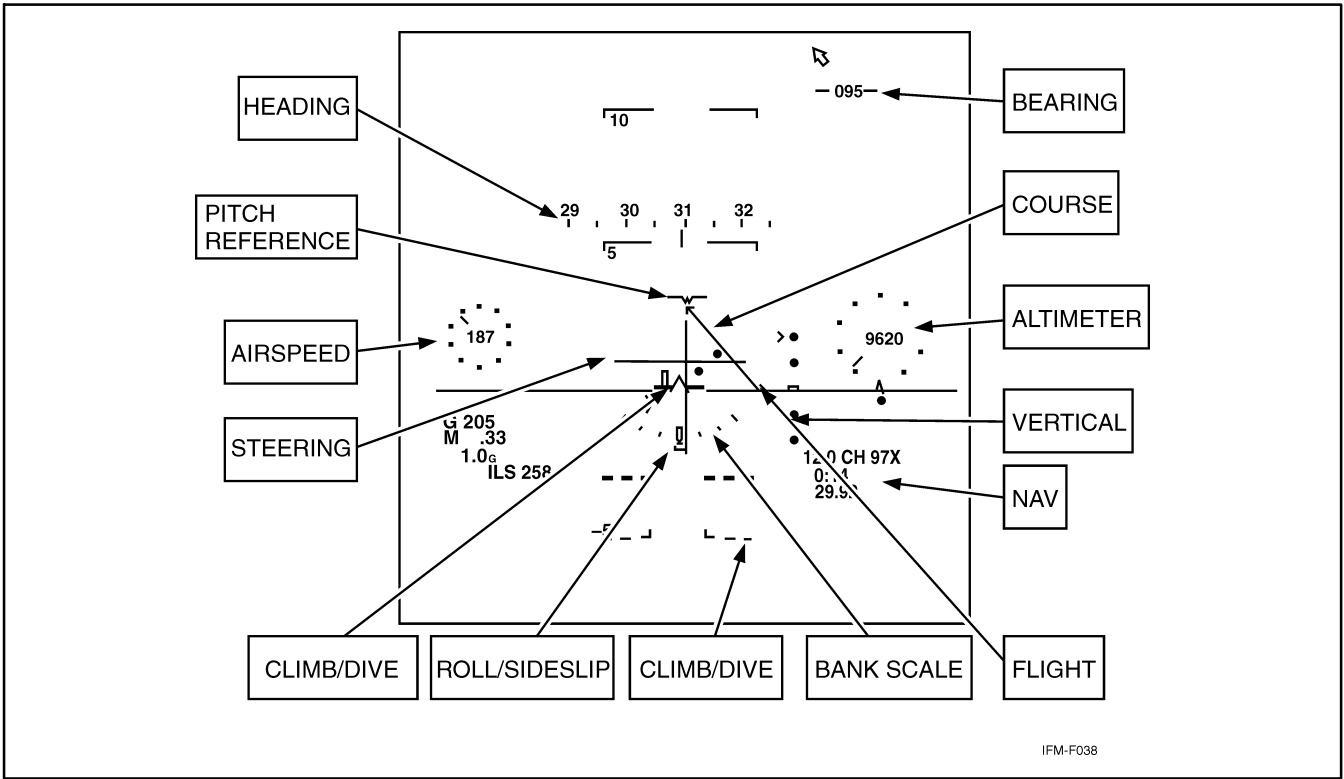 HEADING
PITCH
REFERENCE
AIRSPEED
STEERING
095
10
29 30 31 32
5
187
9620
G 205
M .33
1.0G
ILS 258
CH 97X
–5
BEARING
COURSE
ALTIMETER
VERTICAL
NAV
CLIMB/DIVE
ROLL/SIDESLIP
CLIMB/DIVE
BANK SCALE
FLIGHT
IFM-F038